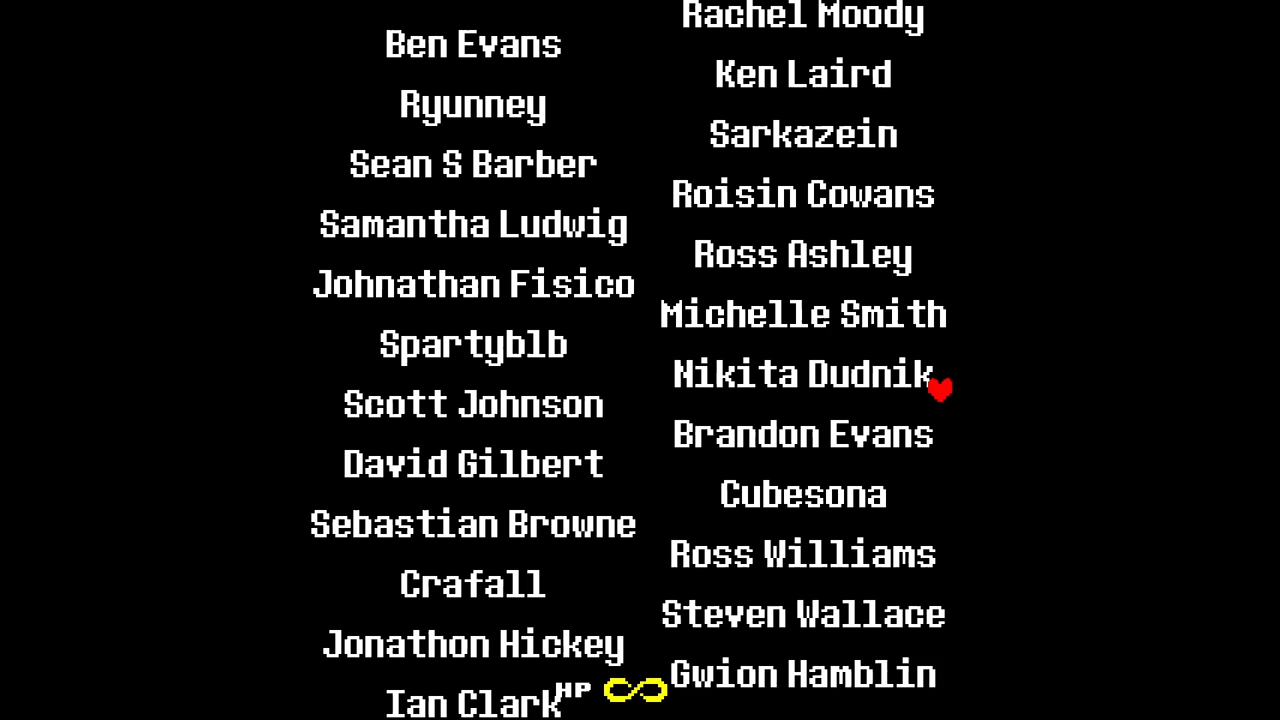 Ben Evans
Ryunney
Sean S Barber
Samantha Ludwig
Johnathan Fisico
Spartyblb
Scott Johnson
David Gilbert
Sebastian Browne
Crafall
Jonathon Hickey
Ian Clark
Rachel Moody
Ken Laird
Sarkazein
Roisin Cowans
Ross Ashley
Michelle Smith
Nikita Dudnik
Brandon Evans
Cubesona
Ross Williams
Steven Wallace
Gwion Hamblin
HP ∞